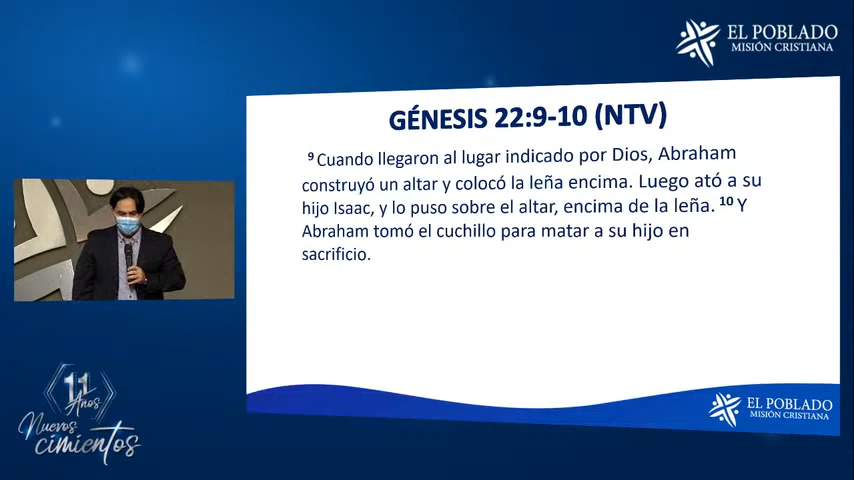 EL POBLADO
MISIÓN CRISTIANA
GÉNESIS 22:9-10 (NTV)
9 Cuando llegaron al lugar indicado por Dios, Abraham
construyó un altar y colocó la leña encima. Luego ató a su
hijo Isaac, y lo puso sobre el altar, encima de la leña. 10 Y
Abraham tomó el cuchillo para matar a su hijo en
sacrificio.
11
Años
Nuevos
cimientos
EL POBLADO
MISIÓN CRISTIANA